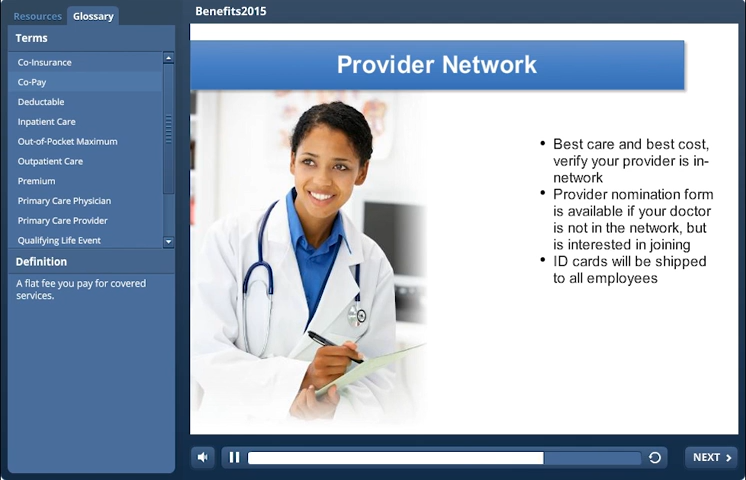 Resources
Glossary
Benefits2015
Terms
Co-Insurance
Co-Pay
Deductable
Inpatient Care
Out-of-Pocket Maximum
Outpatient Care
Premium
Primary Care Physician
Primary Care Provider
Qualifying Life Event
Definition
A flat fee you pay for covered
services.
Provider Network
• Best care and best cost,
verify your provider is in-
network
• Provider nomination form
is available if your doctor
is not in the network, but
is interested in joining
• ID cards will be shipped
to all employees
NEXT